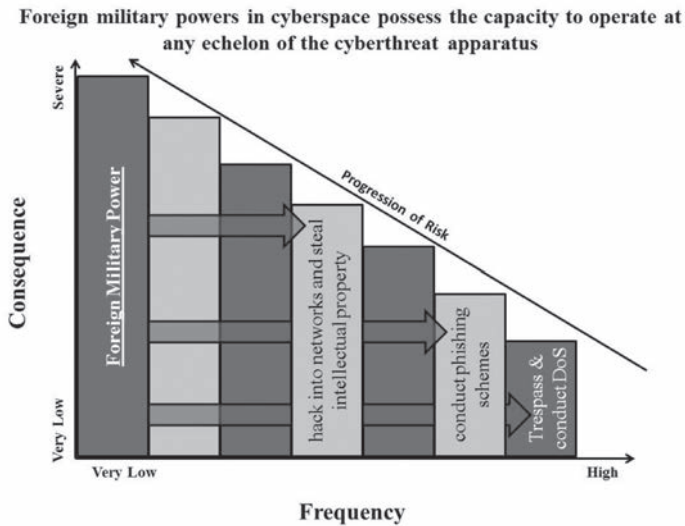 Foreign military powers in cyberspace possess the capacity to operate at
any echelon of the cyberthreat apparatus
Severe
Consequence
Very Low
Foreign Military Power
Progression of Risk
hack into networks and steal
intellectual property
conduct phishing
schemes
Trespass &
conduct DoS
Very Low
High
Frequency